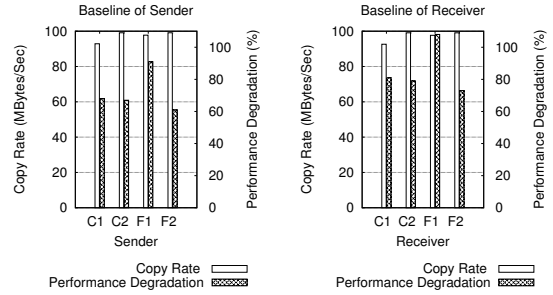 Baseline of Sender
Copy Rate (MBytes/Sec)
100
80
60
40
20
0
100
80
60
40
20
0
Performance Degradation (%)
C1 C2 F1 F2
Sender
Copy Rate
Performance Degradation
Baseline of Receiver
Copy Rate (MBytes/Sec)
100
80
60
40
20
0
100
80
60
40
20
0
Performance Degradation (%)
C1 C2 F1 F2
Receiver
Copy Rate
Performance Degradation